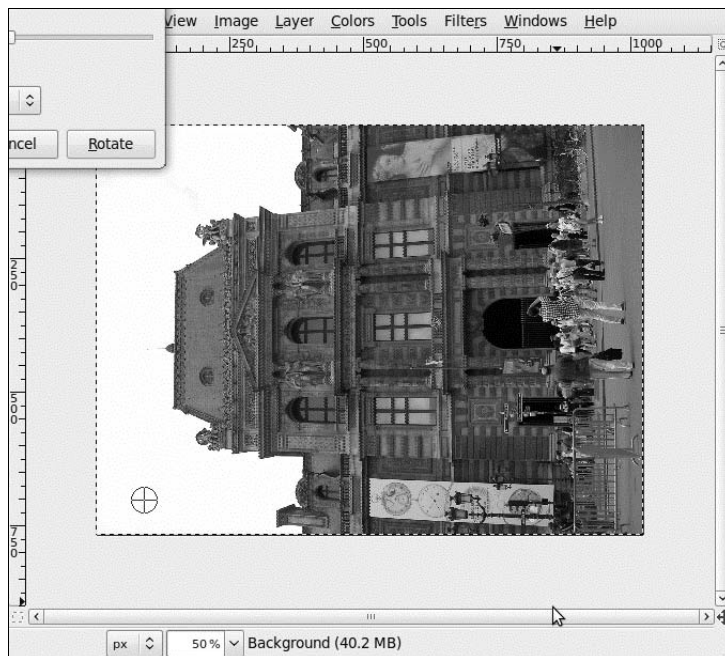 View Image Layer Colors Tools Filters Windows Help
250 500 750 1000
ncel Rotate
250
500
750
px 50% Background (40.2 MB)